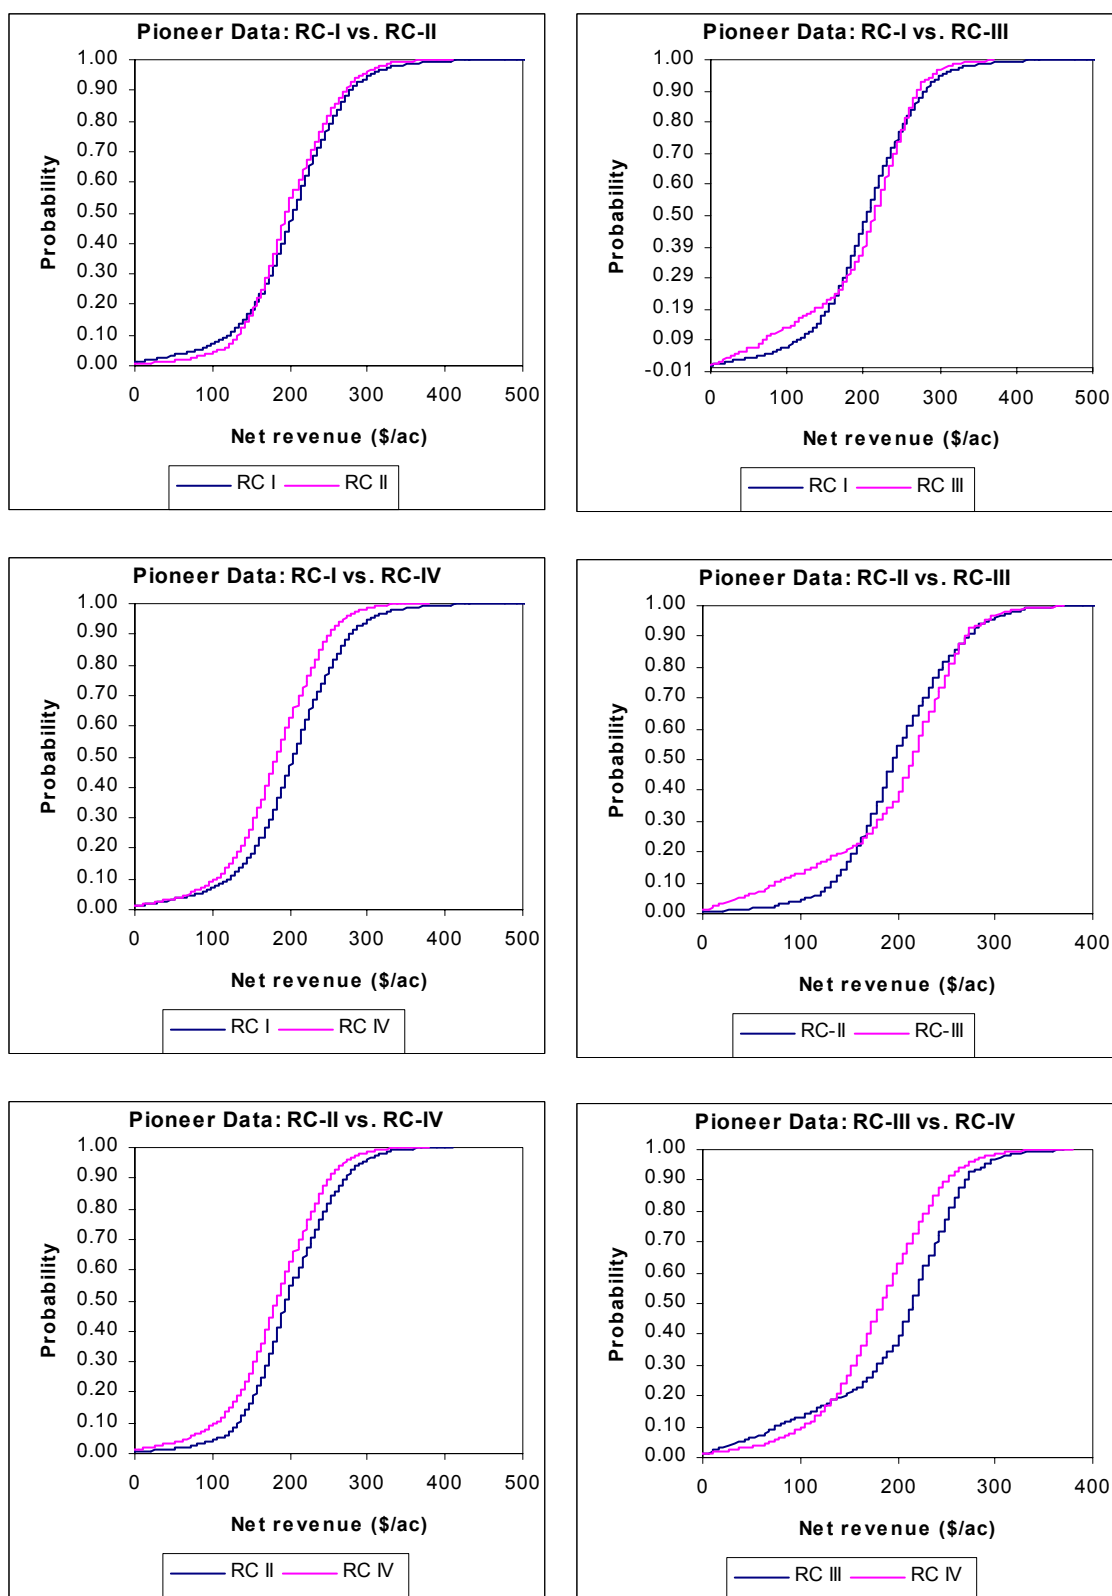 Pioneer Data: RC-I vs. RC-II
1.00
0.90
0.80
0.70
0.60
0.50
0.40
0.30
0.20
0.10
0.00
Probability
0 100 200 300 400 500
Net revenue ($/ac)
RC I RC II
Pioneer Data: RC-I vs. RC-III
1.00
0.90
0.80
0.70
0.60
0.50
0.39
0.29
0.19
0.09
-0.01
Probability
0 100 200 300 400 500
Net revenue ($/ac)
RC I RC III
Pioneer Data: RC-I vs. RC-IV
1.00
0.90
0.80
0.70
0.60
0.50
0.40
0.30
0.20
0.10
0.00
Probability
0 100 200 300 400 500
Net revenue ($/ac)
RC I RC IV
Pioneer Data: RC-II vs. RC-III
1.00
0.90
0.80
0.70
0.60
0.50
0.40
0.30
0.20
0.10
0.00
Probability
0 100 200 300 400
Net revenue ($/ac)
RC-II RC-III
Pioneer Data: RC-II vs. RC-IV
1.00
0.90
0.80
0.70
0.60
0.50
0.40
0.30
0.20
0.10
0.00
Probability
0 100 200 300 400 500
Net revenue ($/ac)
RC II RC IV
Pioneer Data: RC-III vs. RC-IV
1.00
0.90
0.80
0.70
0.60
0.50
0.40
0.30
0.20
0.10
0.00
Probability
0 100 200 300 400
Net revenue ($/ac)
RC III RC IV